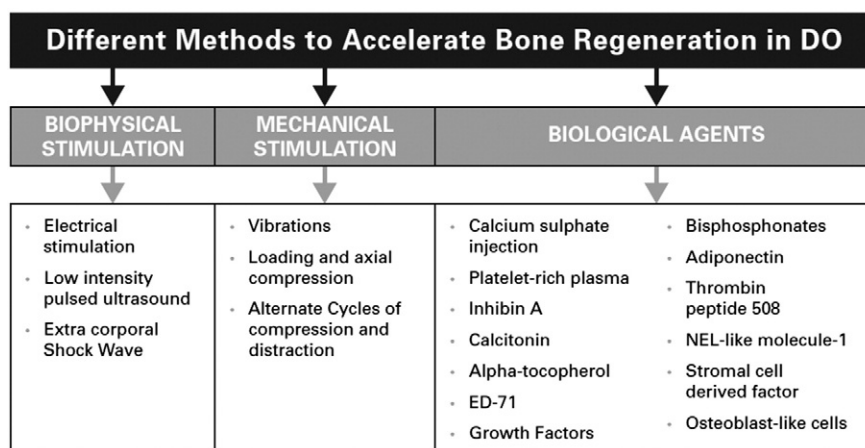 Different Methods to Accelerate Bone Regeneration in DO
BIOPHYSICAL
STIMULATION
MECHANICAL
STIMULATION
BIOLOGICAL AGENTS
· Electrical
stimulation
· Low intensity
pulsed ultrasound
· Extra corporal
Shock Wave
· Vibrations
· Loading and axial
compression
· Alternate Cycles of
compression and
distraction
· Calcium sulphate
injection
· Platelet-rich plasma
· Inhibin A
· Calcitonin
· Alpha-tocopherol
· ED-71
· Growth Factors
· Bisphosphonates
· Adiponectin
· Thrombin
peptide 508
· NEL-like molecule-1
· Stromal cell
derived factor
· Osteoblast-like cells